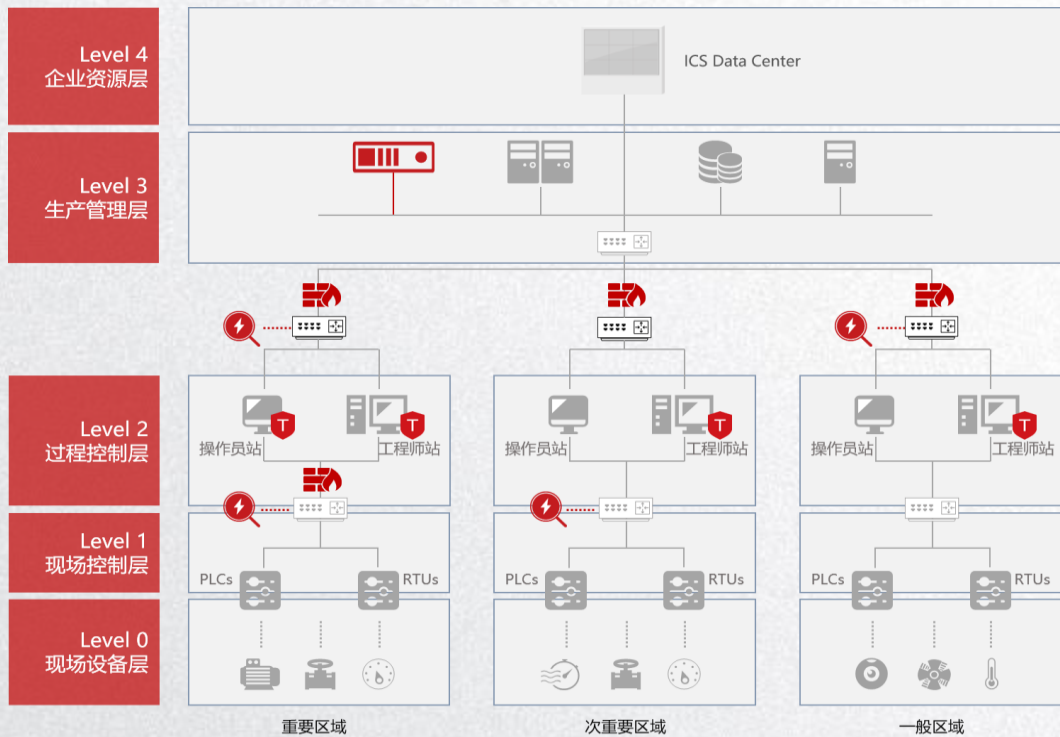 Level 4
企业资源层
ICS Data Center
Level 3
生产管理层
Level 2
过程控制层
操作员站
T
工程师站
T
操作员站
工程师站
T
操作员站
工程师站
T
Level 1
现场控制层
PLCs
RTUs
PLCs
RTUs
PLCs
RTUs
Level 0
现场设备层
重要区域
次重要区域
一般区域